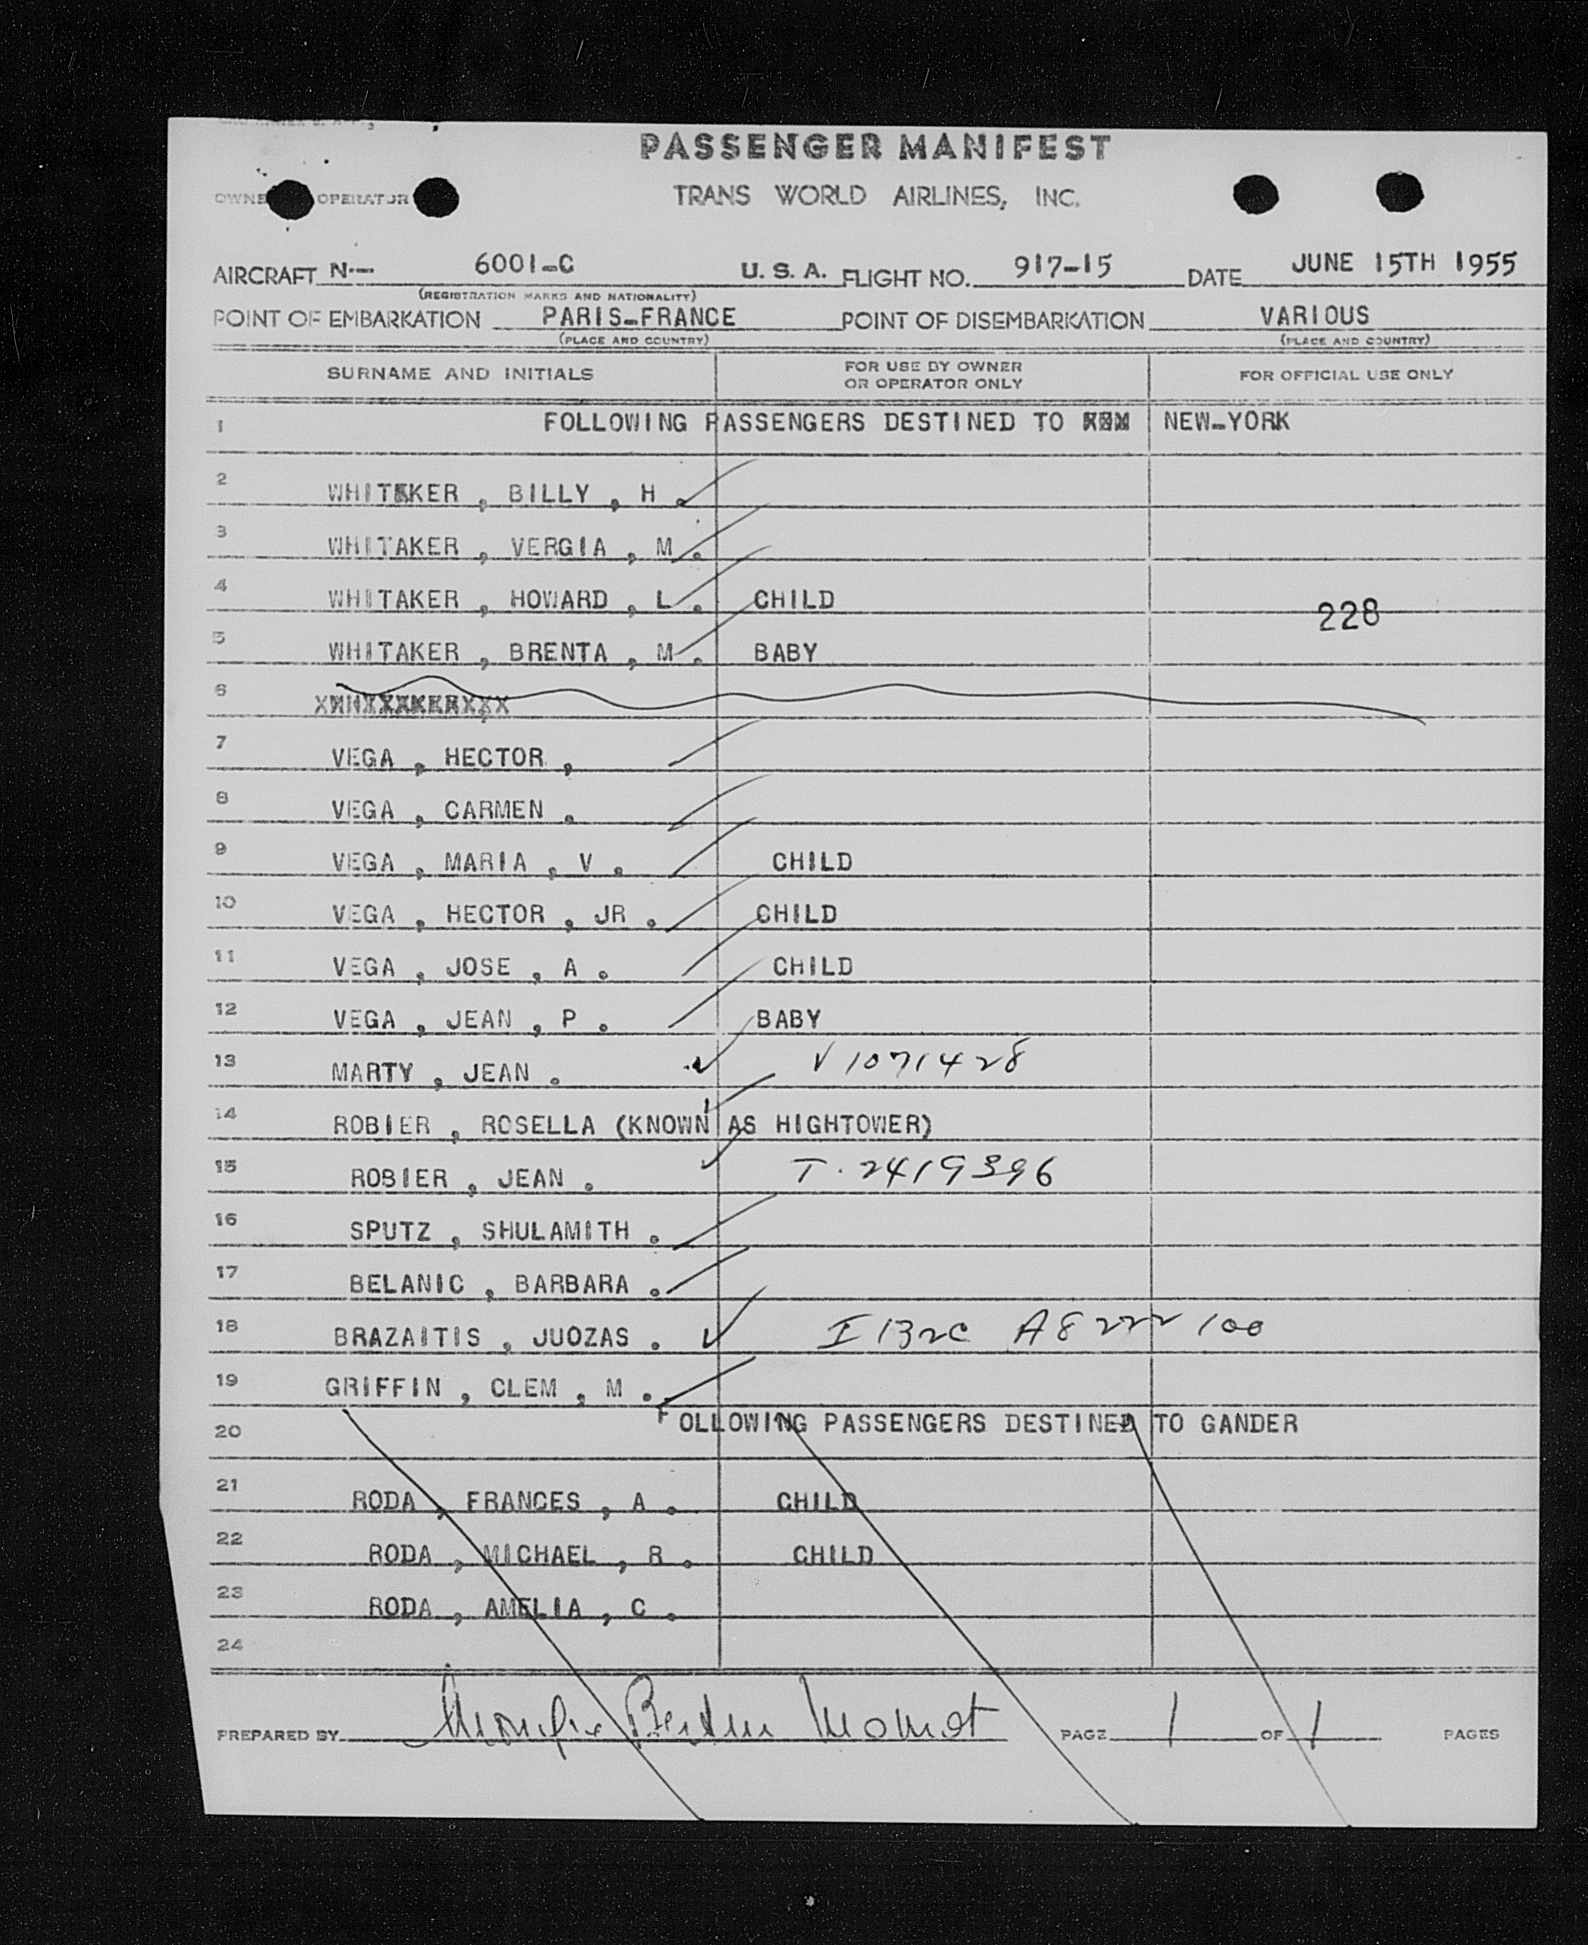 PASSENGER MANIFEST
TRANS WORLD AIRLINES, INC.
OPERATOR
AIRCRAFT N-- 6001-C U. S. A. FLIGHT NO. 917-15 DATE JUNE 15TH 1955
(REGISTRATION MARKS AND NATIONALITY)
POINT OF EMBARKATION PARIS-FRANCE POINT OF DISEMBARKATION VARIOUS
(PLACE AND COUNTRY) (PLACE AND COUNTRY)
SURNAME AND INITIALS FOR USE BY OWNER OR OPERATOR ONLY FOR OFFICIAL USE ONLY
1 FOLLOWING PASSENGERS DESTINED TO NEW-YORK
2 WHITAKER , BILLY , H .
3 WHITAKER , VERGIA , M .
4 WHITAKER , HOWARD , L . CHILD
228
5 WHITAKER , BRENTA , M . BABY
6
7 VEGA , HECTOR ,
8 VEGA , CARMEN .
9 VEGA , MARIA , V . CHILD
10 VEGA , HECTOR , JR . CHILD
11 VEGA , JOSE , A . CHILD
12 VEGA , JEAN , P . BABY
13 MARTY , JEAN . V 1071428
14 ROBIER , ROSELLA (KNOWN AS HIGHTOWER)
15 ROBIER , JEAN . T. 2419396
16 SPUTZ , SHULAMITH .
17 BELANIC , BARBARA .
18 BRAZAITIS , JUOZAS . I 132c A8222100
19 GRIFFIN , CLEM , M .
20 FOLLOWING PASSENGERS DESTINED TO GANDER
21 RODA , FRANCES , A . CHILD
22 RODA , MICHAEL , R . CHILD
23 RODA , AMELIA , C .
24
PREPARED BY PAGE 1 OF 1 PAGES